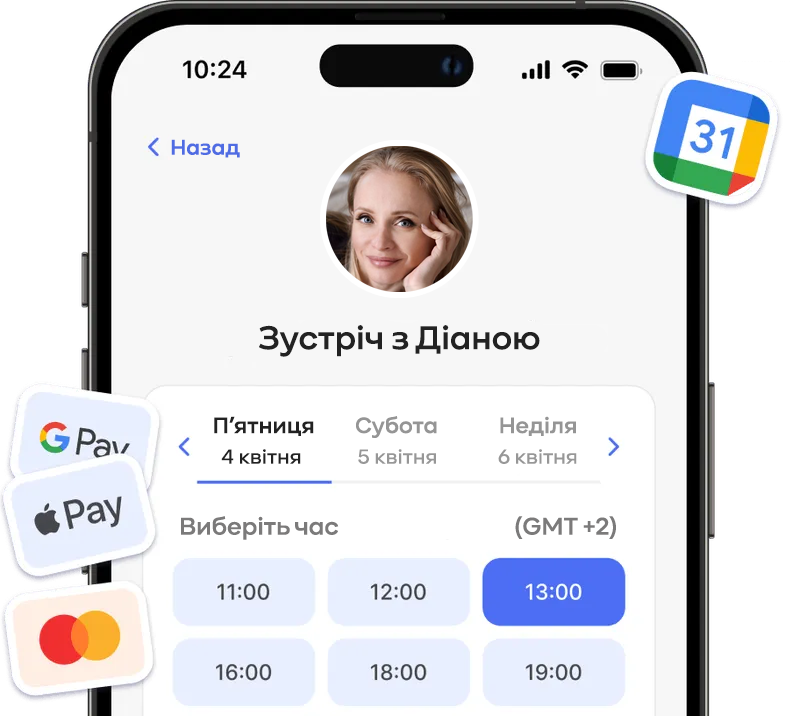 10:24
31
Назад
Зустріч з Діаною
G Pay
Pay
П'ятниця Субота Неділя
4 квітня 5 квітня 6 квітня
Виберіть час (GMT +2)
11:00 12:00 13:00
16:00 18:00 19:00